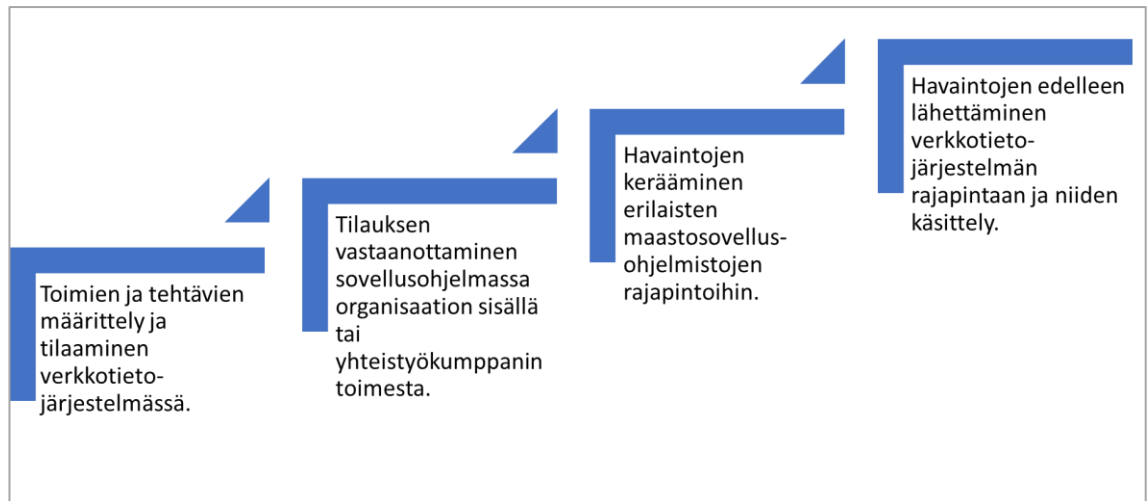 Toimien ja tehtävien
määrittely ja
tilaaminen
verkkotieto-
järjestelmässä.
Tilauksen
vastaanottaminen
sovellusohjelmassa
organisaation sisällä
tai
yhteistyökumppanin
toimesta.
Havaintojen
kerääminen
erilaisten
maastosovellus-
ohjelmistojen
rajapintoihin.
Havaintojen edelleen
lähettäminen
verkkotieto-
järjestelmän
rajapintaan ja niiden
käsittely.